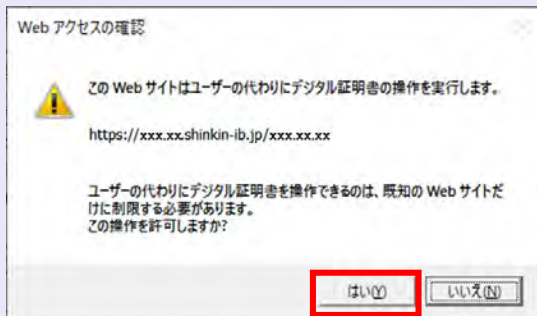 Web アクセスの確認
この Web サイトはユーザーの代わりにデジタル証明書の操作を実行します。
https://xxx.xx.shinkin-ib.jp/xxx.xx.xx
ユーザーの代わりにデジタル証明書を操作できるのは、既知の Web サイトだ
けに制限する必要があります。
この操作を許可しますか?
はい(Y)
いいえ(N)